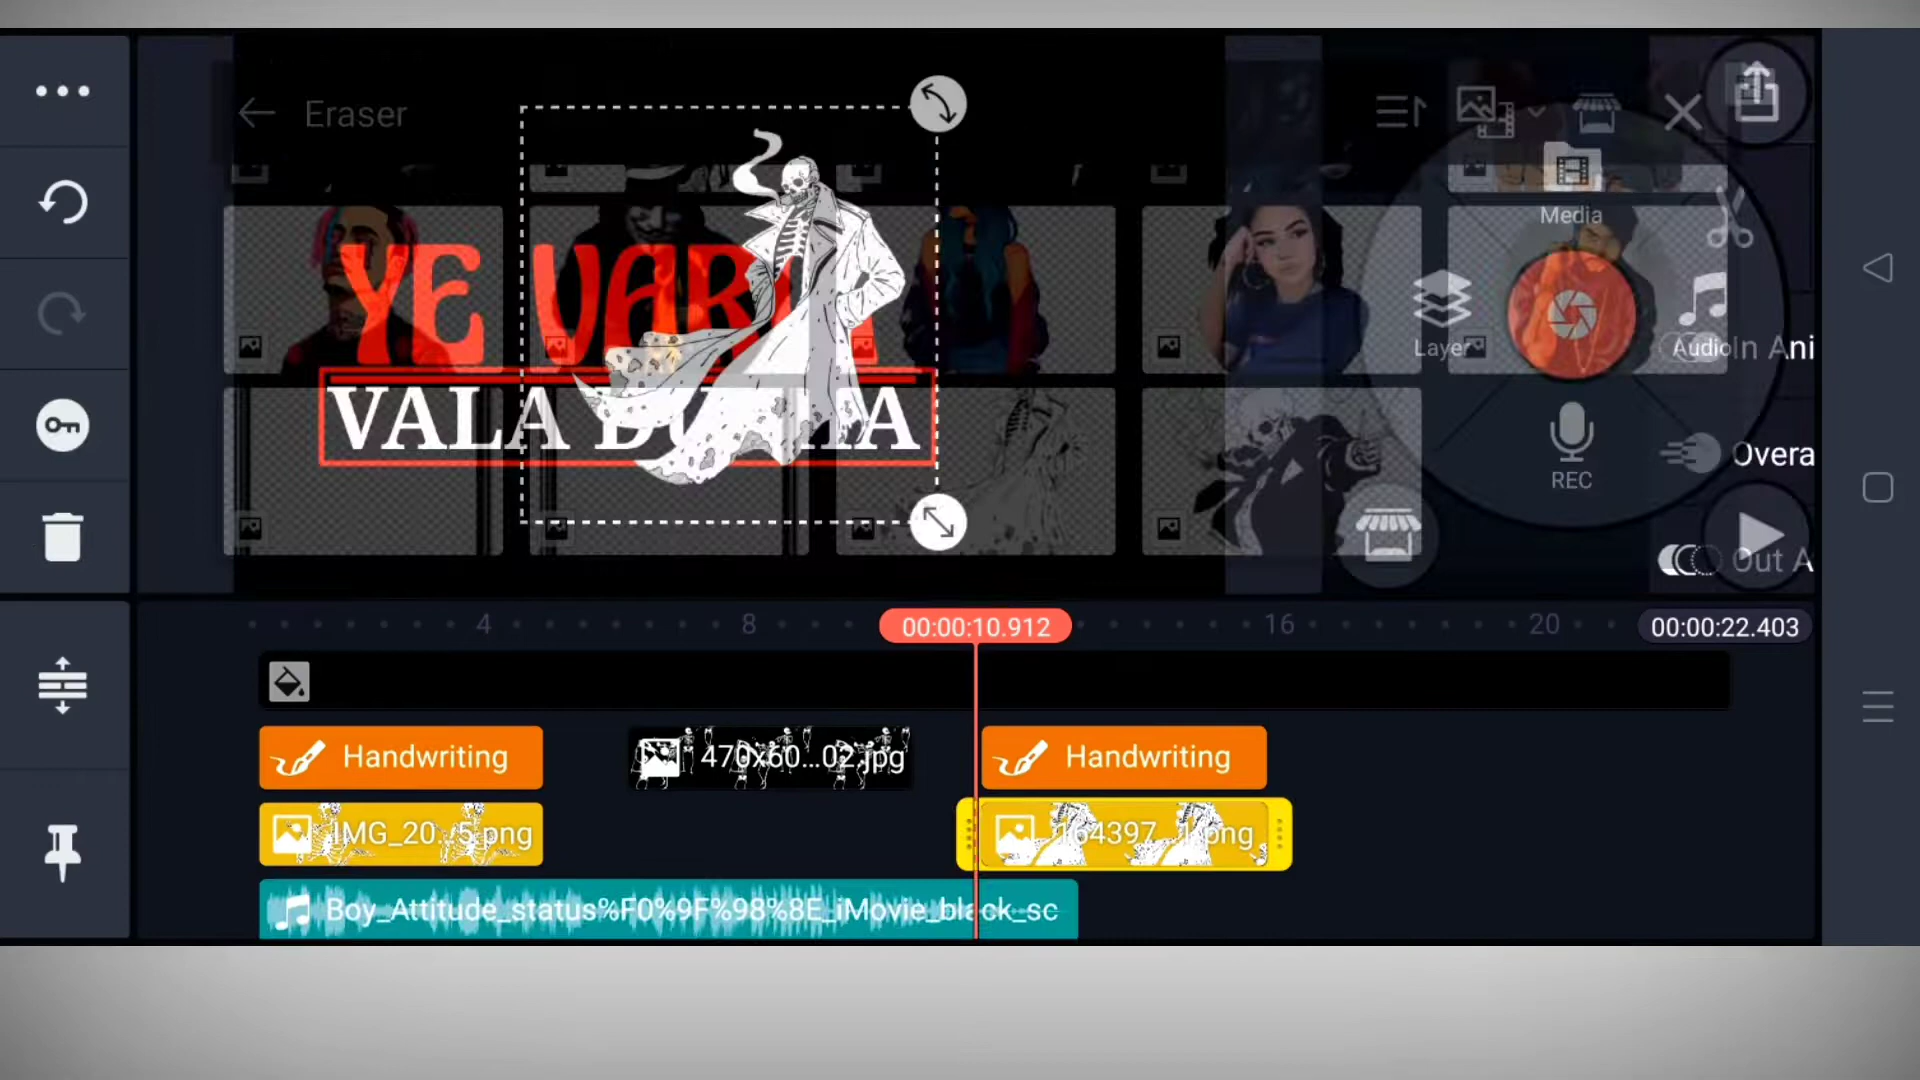 Eraser
Media
YE VAR
VALA D
Layer
Audio
In Ani
Overa
REC
Out A
4
8
00:00:10.912
16
20
00:00:22.403
Handwriting
470x60...02.jpg
Handwriting
IMG_20...5.png
164397...1.png
Boy_Attitude_status%F0%9F%98%8E_iMovie_black_sc